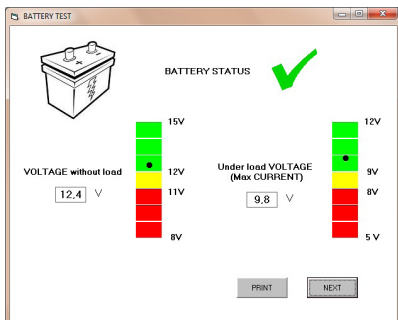 BATTERY TEST
BATTERY STATUS
15V
12V
VOLTAGE without load
12V
Under load VOLTAGE
(Max CURRENT)
9V
12,4 V
11V
9,8 V
8V
8V
5 V
PRINT
NEXT